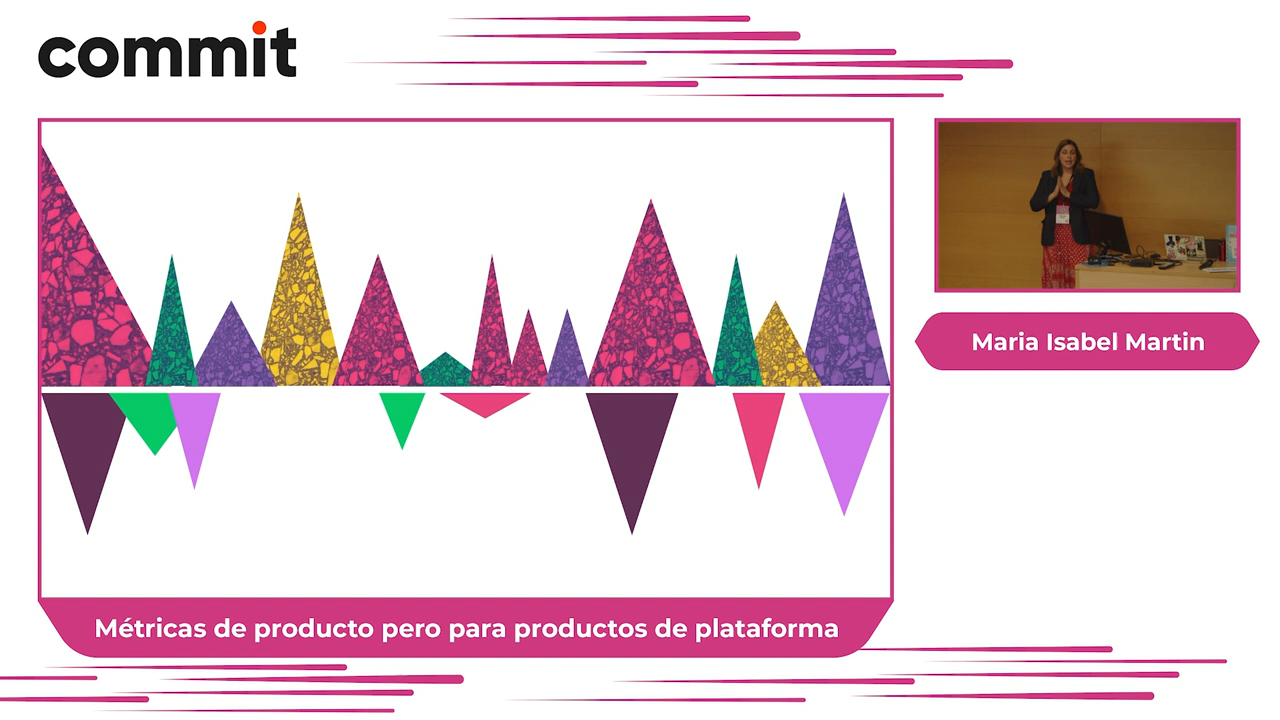 commit
Maria Isabel Martin
Métricas de producto pero para productos de plataforma